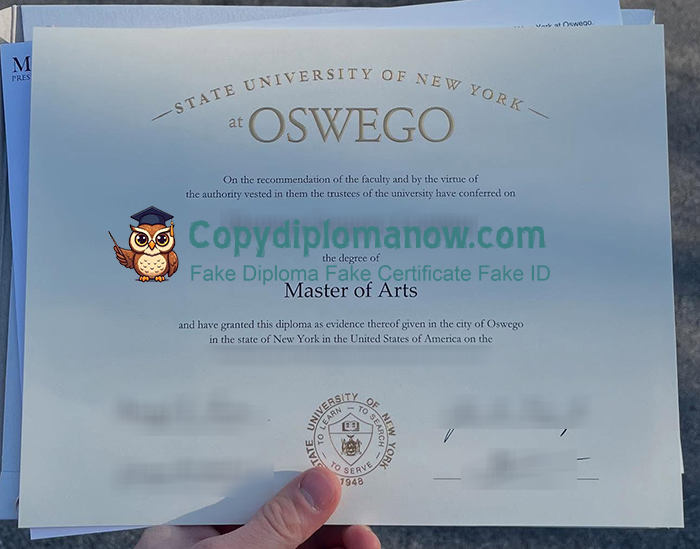 York at Oswego,
M
PRES
STATE UNIVERSITY OF NEW YORK
at OSWEGO
On the recommendation of the faculty and by the virtue of
the authority vested in them the trustees of the university have conferred on
Copydiplomanow.com
the degree of
Fake Diploma Fake Certificate Fake ID
Master of Arts
and have granted this diploma as evidence thereof given in the city of Oswego
in the state of New York in the United States of America on the
STATE UNIVERSITY OF NEW YORK
TO LEARN – TO SEARCH
– TO SERVE –
1948